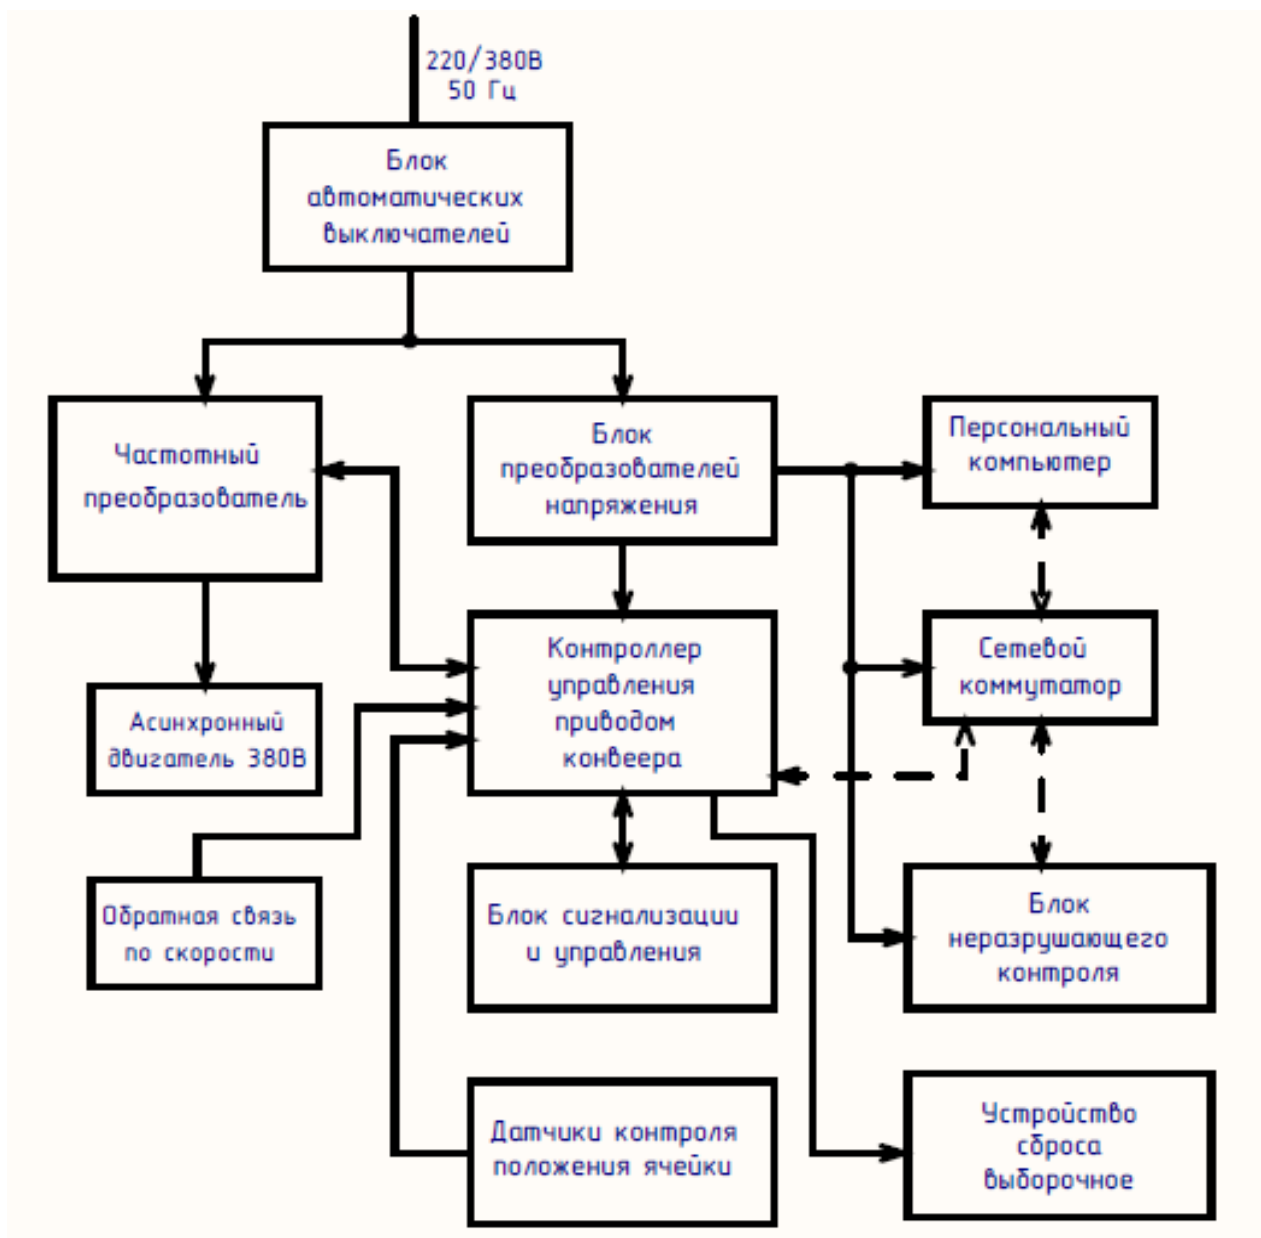 220/380В
50 Гц
Блок
автоматических
выключателей
Частотный
преобразователь
Блок
преобразователей
напряжения
Персональный
компьютер
Контроллер
управления
приводом
конвеера
Сетевой
коммутатор
Асинхронный
двигатель 380В
Обратная связь
по скорости
Блок сигнализации
и управления
Блок
неразрушающего
контроля
Датчики контроля
положения ячейки
Устройство
сброса
выборочное